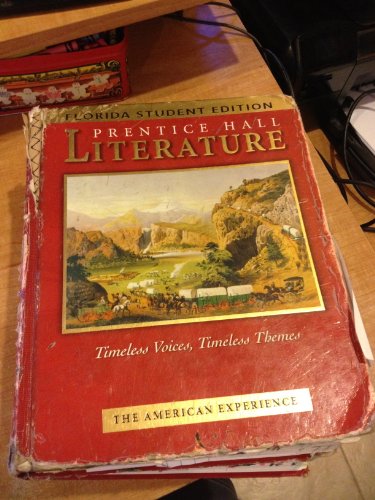 FLORIDA STUDENT EDITION
PRENTICE HALL
LITERATURE
Timeless Voices, Timeless Themes
THE AMERICAN EXPERIENCE